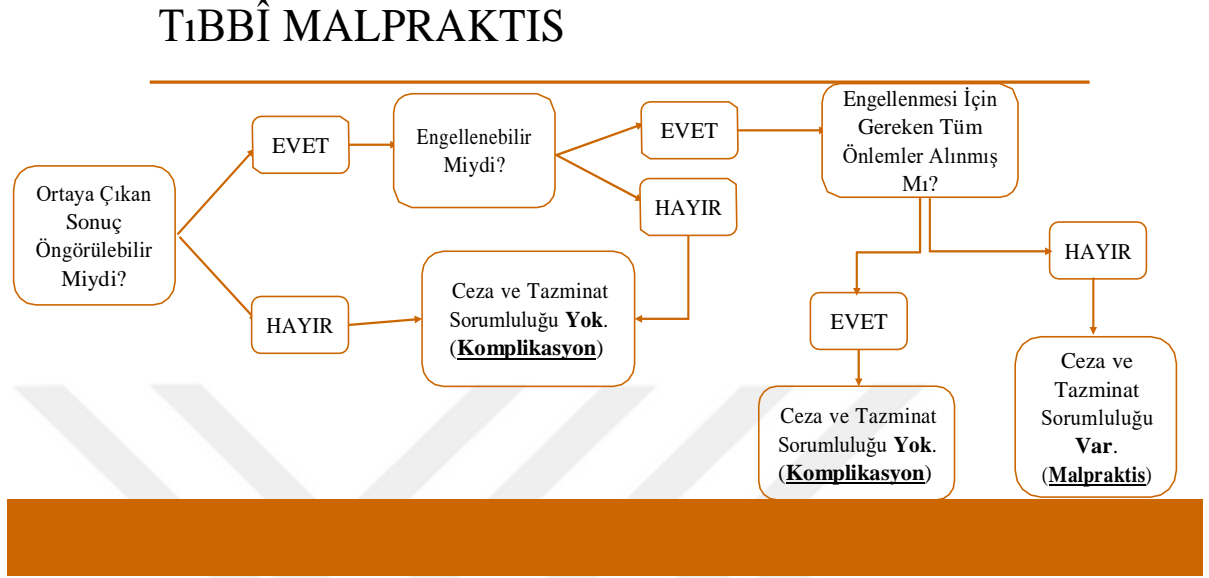 TıBBÎ MALPRAKTIS
Ortaya Çıkan
Sonuç
Öngörülebilir
Miydi?
EVET
HAYIR
Engellenebilir
Miydi?
Ceza ve Tazminat
Sorumluluğu Yok.
(Komplikasyon)
EVET
HAYIR
Engellenmesi İçin
Gereken Tüm
Önlemler Alınmış
Mı?
EVET
Ceza ve Tazminat
Sorumluluğu Yok.
(Komplikasyon)
HAYIR
Ceza ve
Tazminat
Sorumluluğu
Var.
(Malpraktis)